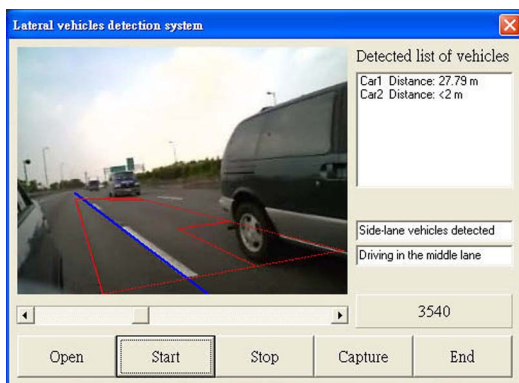 Lateral vehicles detection system
Detected list of vehicles
Car1 Distance: 27.79 m
Car2 Distance: <2 m
Side-lane vehicles detected
Driving in the middle lane
3540
Open
Start
Stop
Capture
End